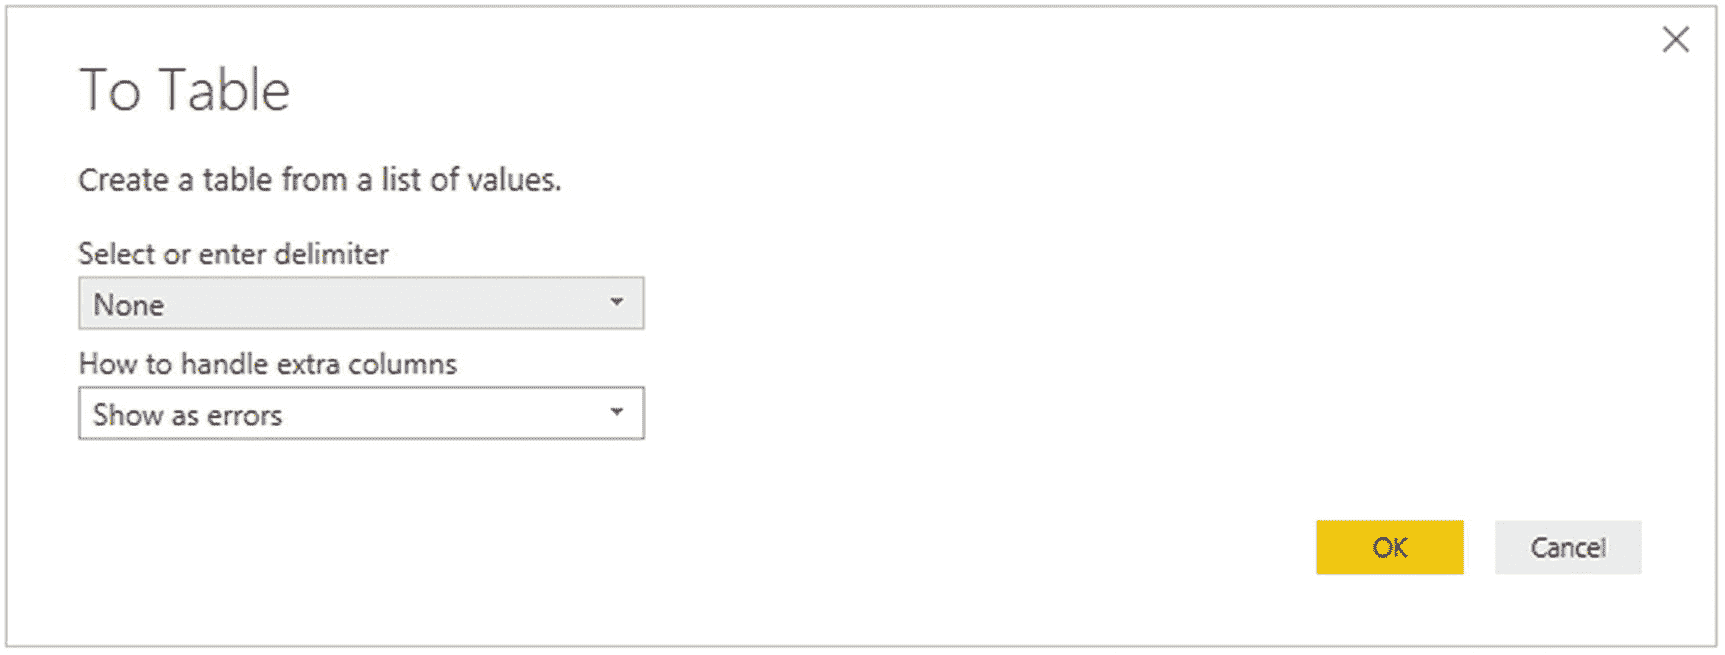 To Table
Create a table from a list of values.
Select or enter delimiter
None
How to handle extra columns
Show as errors
OK
Cancel